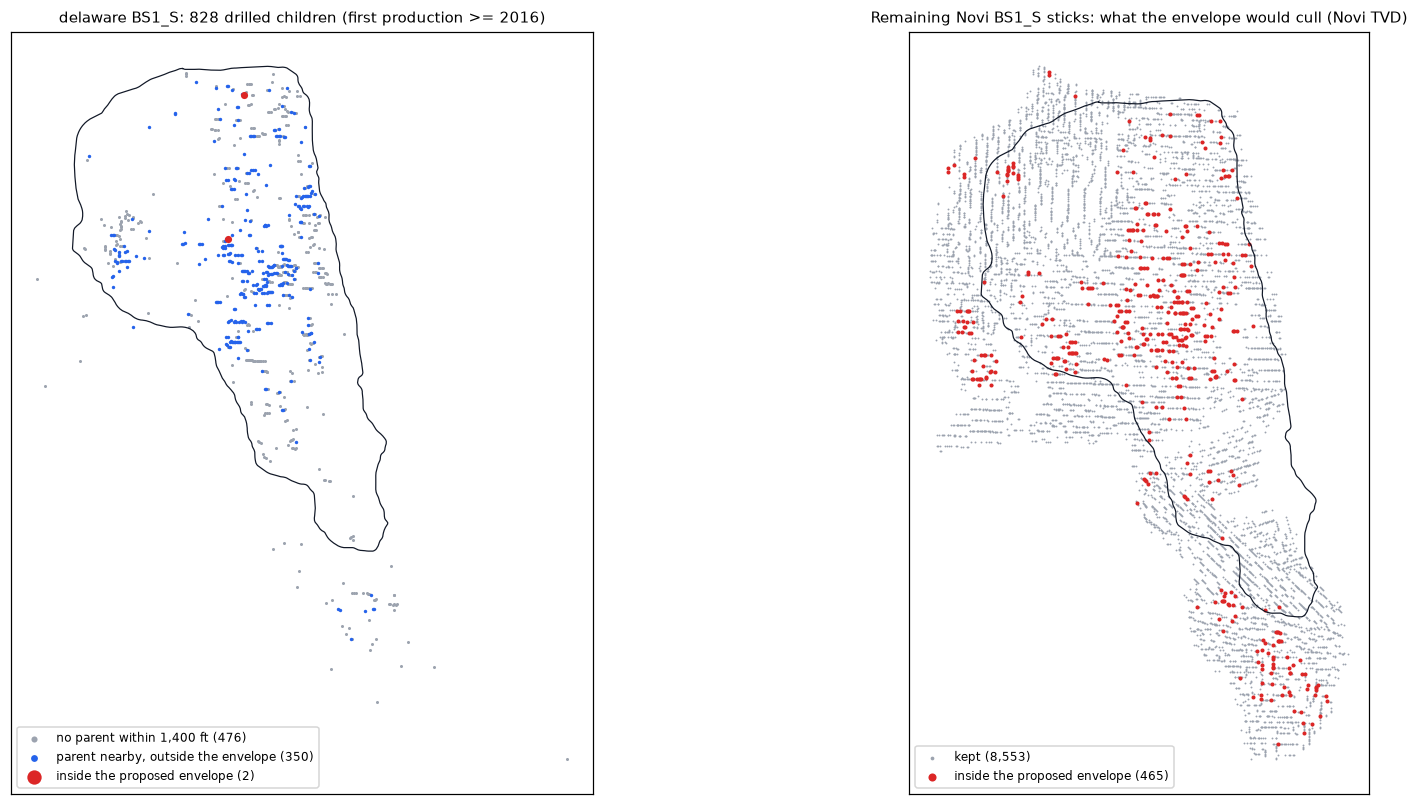 delaware BS1_S: 828 drilled children (first production >= 2016)
no parent within 1,400 ft (476)
parent nearby, outside the envelope (350)
inside the proposed envelope (2)
Remaining Novi BS1_S sticks: what the envelope would cull (Novi TVD)
kept (8,553)
inside the proposed envelope (465)